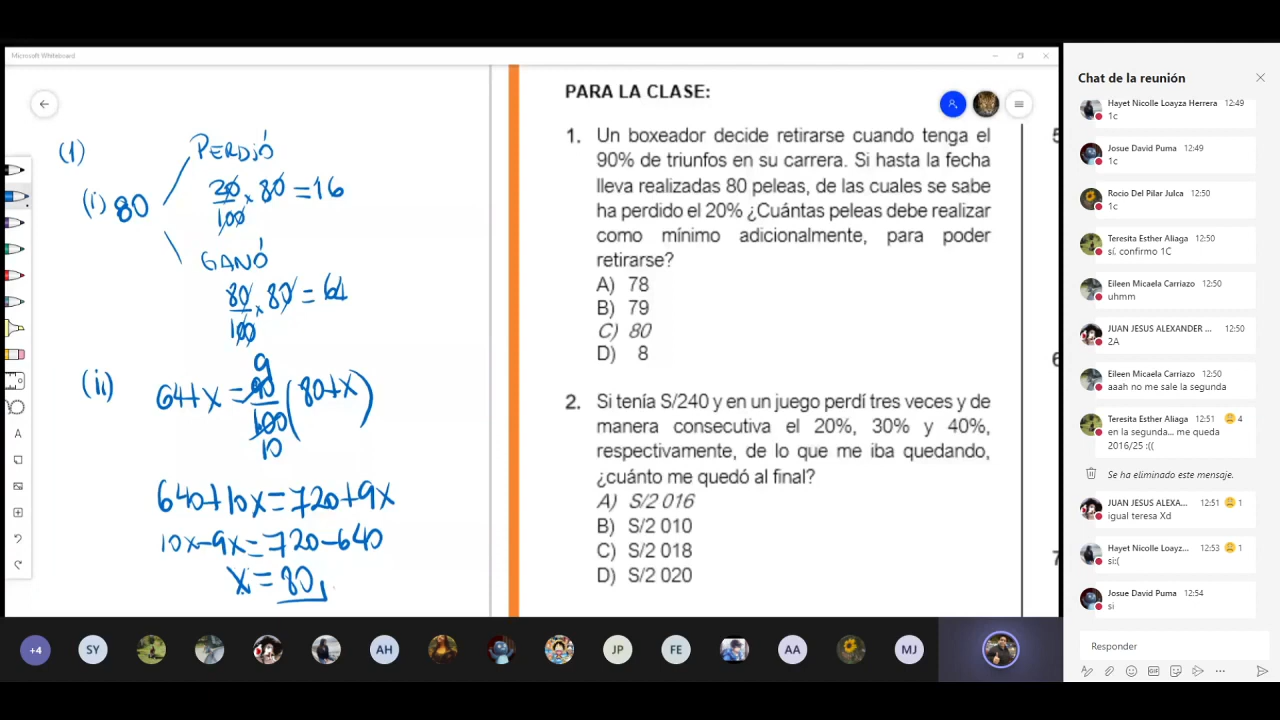 Microsoft Whiteboard
(1)
(i) 80
PERDIÓ
20/100 × 80 = 16
GANÓ
80/100 × 80 = 64
(ii)
64+x = 90/100 (80+x)
9
10
640+10x=720+9x
10x-9x=720-640
x = 80
PARA LA CLASE:
1. Un boxeador decide retirarse cuando tenga el
90% de triunfos en su carrera. Si hasta la fecha
lleva realizadas 80 peleas, de las cuales se sabe
ha perdido el 20% ¿Cuántas peleas debe realizar
como mínimo adicionalmente, para poder
retirarse?
A) 78
B) 79
C) 80
D) 8
2. Si tenía S/240 y en un juego perdí tres veces y de
manera consecutiva el 20%, 30% y 40%,
respectivamente, de lo que me iba quedando,
¿cuánto me quedó al final?
A) S/2 016
B) S/2 010
C) S/2 018
D) S/2 020
5
6
7
A
Chat de la reunión
Hayet Nicolle Loayza Herrera 12:49
1c
Josue David Puma 12:49
1c
Rocio Del Pilar Julca 12:50
1c
Teresita Esther Aliaga 12:50
sí. confirmo 1C
Eileen Micaela Carriazo 12:50
uhmm
JUAN JESUS ALEXANDER ... 12:50
2A
Eileen Micaela Carriazo 12:50
aaah no me sale la segunda
Teresita Esther Aliaga 12:51 4
en la segunda... me queda
2016/25 :((
Se ha eliminado este mensaje.
JUAN JESUS ALEXA... 12:51 1
igual teresa Xd
Hayet Nicolle Loayz... 12:53 1
si:(
Josue David Puma 12:54
si
Responder
+4
SY
AH
JP
FE
AA
MJ